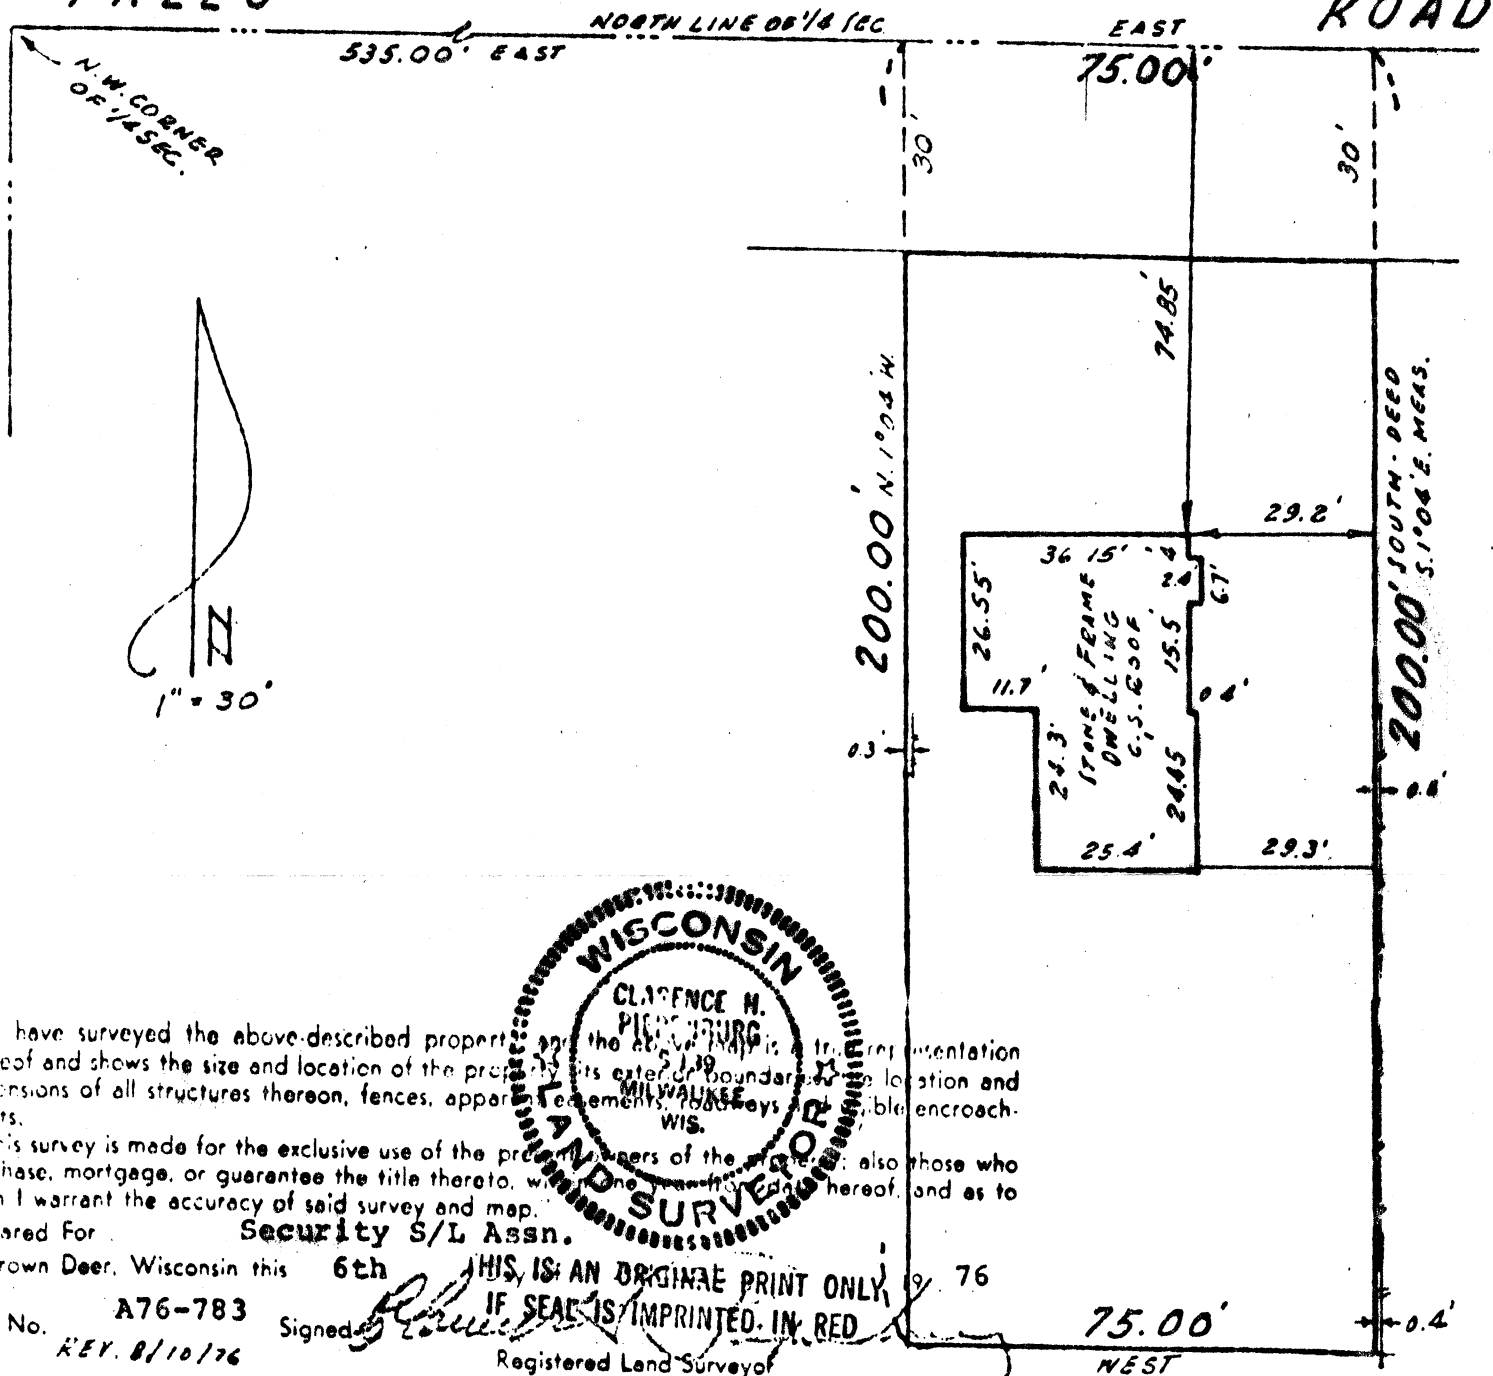 ROAD
NORTH LINE OF 1/4 SEC.
535.00' EAST
EAST
75.00'
N.W. CORNER
OF 1/4 SEC.
30'
30'
74.85'
200.00' N. 1°04' W.
200.00' SOUTH - DEED
S. 1°04' E. MEAS.
29.2'
36.15'
4'
2.4'
6.7'
26.55'
15.5'
STONE & FRAME
DWELLING
C.S. ROOF
11.7'
0.4'
N
1" = 30'
0.3'
24.3'
24.45
0.4'
25.4'
29.3'
WISCONSIN
CLARENCE H.
MILWAUKEE
WIS.
LAND SURVEYOR
have surveyed the above-described property and the above map is a true representation
eof and shows the size and location of the property, its exterior boundaries, the location and
ensions of all structures thereon, fences, apparent easements, roadways and visible encroach-
ts.
is survey is made for the exclusive use of the present owners of the property; also those who
hase, mortgage, or guarantee the title thereto, within one year from date hereof, and as to
n I warrant the accuracy of said survey and map.
ared For Security S/L Assn.
rown Deer, Wisconsin this 6th 19 76
THIS IS AN ORIGINAL PRINT ONLY
IF SEAL IS IMPRINTED IN RED
No. A76-783 Signed
REV. 8/10/76
Registered Land Surveyor
75.00'
WEST
0.4'